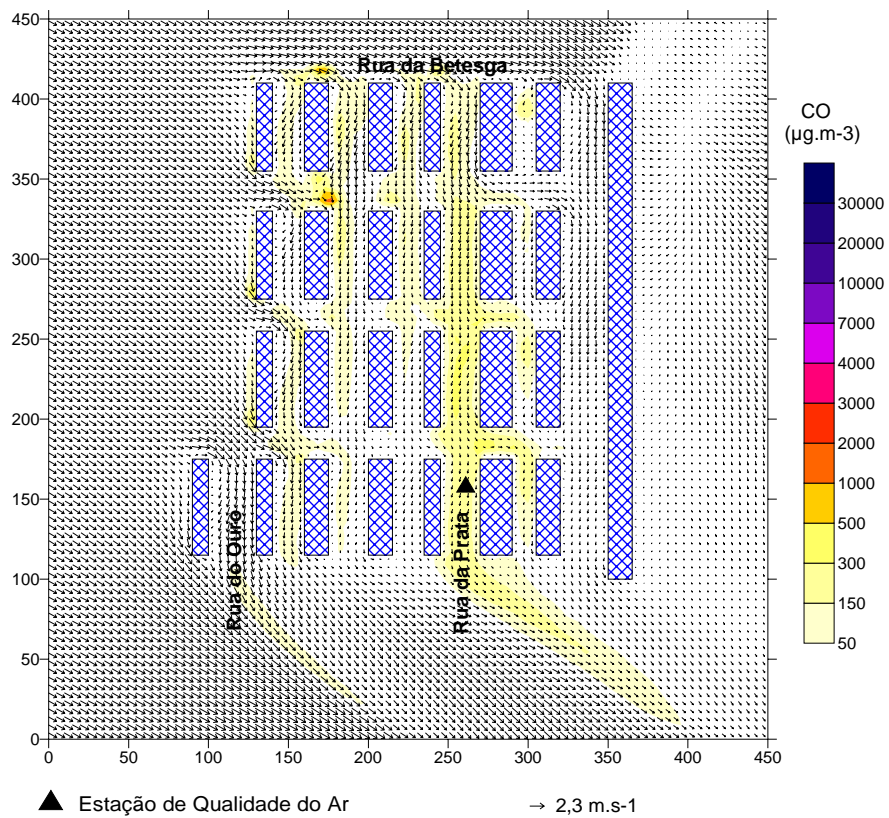 450
400
350
300
250
200
150
100
50
0
0 50 100 150 200 250 300 350 400 450
Rua da Betesga
Rua do Ouro
Rua da Prata
CO
(µg.m-3)
30000
20000
10000
7000
4000
3000
2000
1000
500
300
150
50
Estação de Qualidade do Ar
→ 2,3 m.s-1